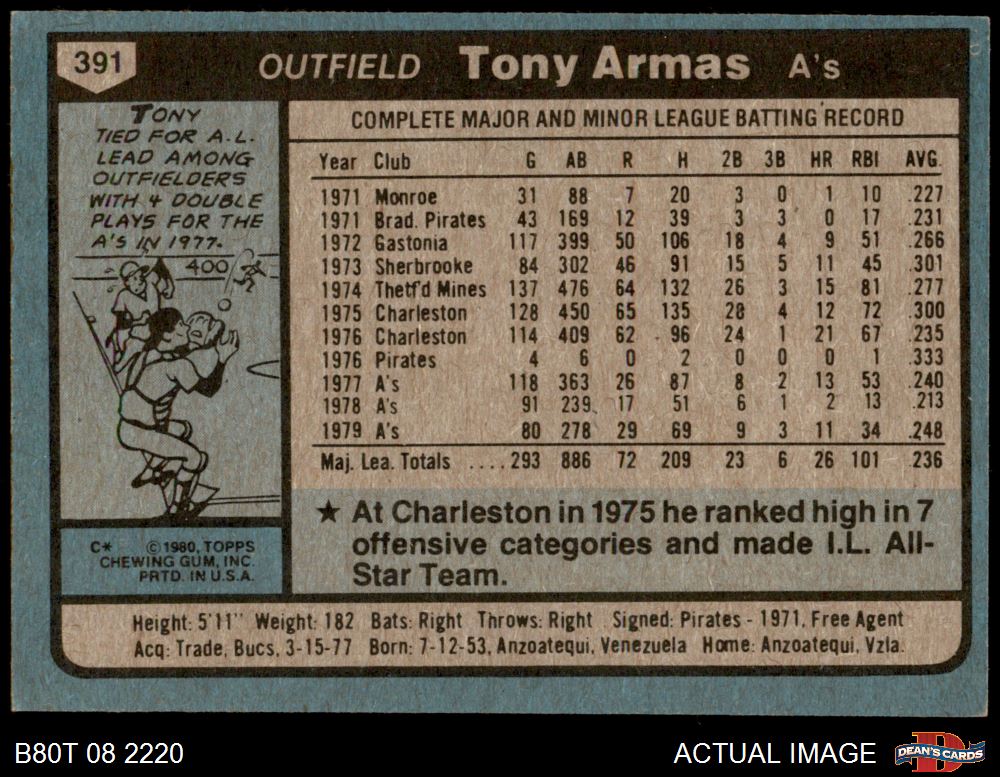 391 OUTFIELD Tony Armas A's
TONY
TIED FOR A.L.
LEAD AMONG
OUTFIELDERS
WITH 4 DOUBLE
PLAYS FOR THE
A'S IN 1977.
400
C* © 1980, TOPPS
CHEWING GUM, INC.
PRTD. IN U.S.A.
COMPLETE MAJOR AND MINOR LEAGUE BATTING RECORD
Year Club G AB R H 2B 3B HR RBI AVG.
1971 Monroe 31 88 7 20 3 0 1 10 .227
1971 Brad. Pirates 43 169 12 39 3 3 0 17 .231
1972 Gastonia 117 399 50 106 18 4 9 51 .266
1973 Sherbrooke 84 302 46 91 15 5 11 45 .301
1974 Thetf'd Mines 137 476 64 132 26 3 15 81 .277
1975 Charleston 128 450 65 135 28 4 12 72 .300
1976 Charleston 114 409 62 96 24 1 21 67 .235
1976 Pirates 4 6 0 2 0 0 0 1 .333
1977 A's 118 363 26 87 8 2 13 53 .240
1978 A's 91 239 17 51 6 1 2 13 .213
1979 A's 80 278 29 69 9 3 11 34 .248
Maj. Lea. Totals ....293 886 72 209 23 6 26 101 .236
★ At Charleston in 1975 he ranked high in 7
offensive categories and made I.L. All-
Star Team.
Height: 5'11" Weight: 182 Bats: Right Throws: Right Signed: Pirates - 1971, Free Agent
Acq: Trade, Bucs, 3-15-77 Born: 7-12-53, Anzoatequi, Venezuela Home: Anzoatequi, Vzla.
B80T 08 2220 ACTUAL IMAGE DEAN'S CARDS